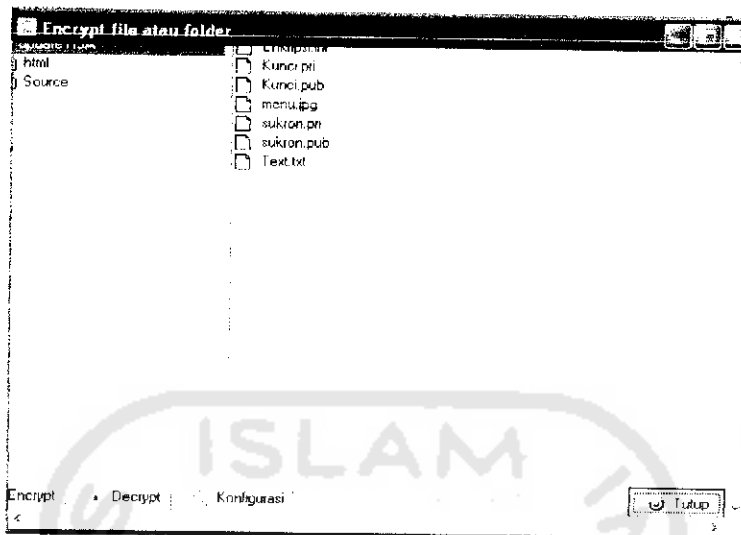 Encrypt file atau folder
html
Source
Kunci.pri
Kunci.pub
menu.jpg
sukron.pri
sukron.pub
Text.txt
ISLAM
Encrypt Decrypt Konfigurasi Tutup